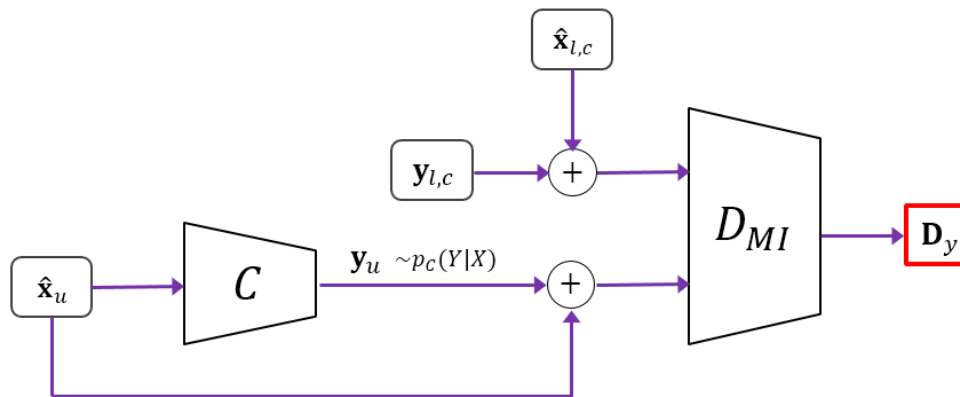 x̂_{l,c}
y_{l,c}
+
D_{MI}
D_y
x̂_u
C
y_u ~p_C(Y|X)
+